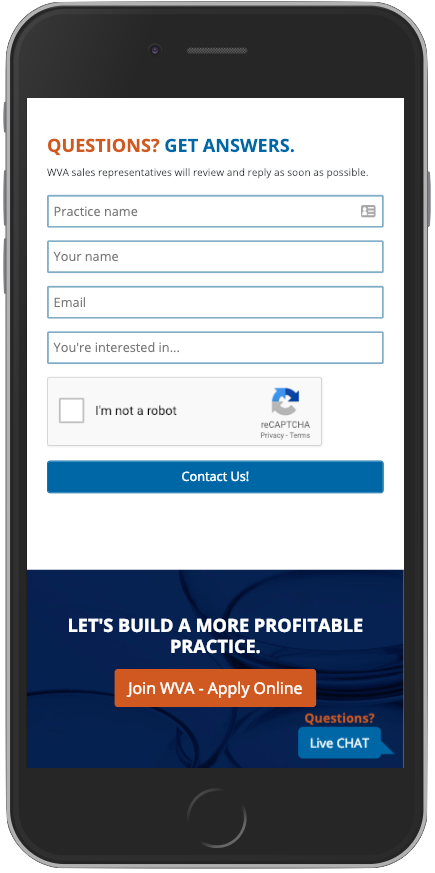 QUESTIONS? GET ANSWERS.
WVA sales representatives will review and reply as soon as possible.
Practice name
Your name
Email
You're interested in...
I'm not a robot
reCAPTCHA
Privacy - Terms
Contact Us!
LET'S BUILD A MORE PROFITABLE
PRACTICE.
Join WVA - Apply Online
Questions?
Live CHAT